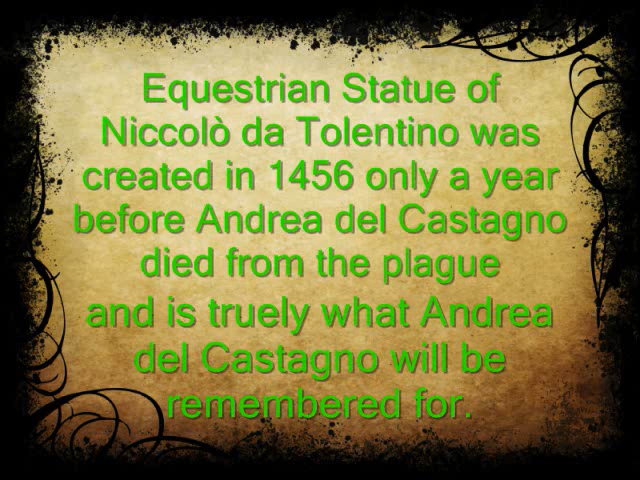 Equestrian Statue of
Niccolò da Tolentino was
created in 1456 only a year
before Andrea del Castagno
died from the plague
and is truely what Andrea
del Castagno will be
remembered for.